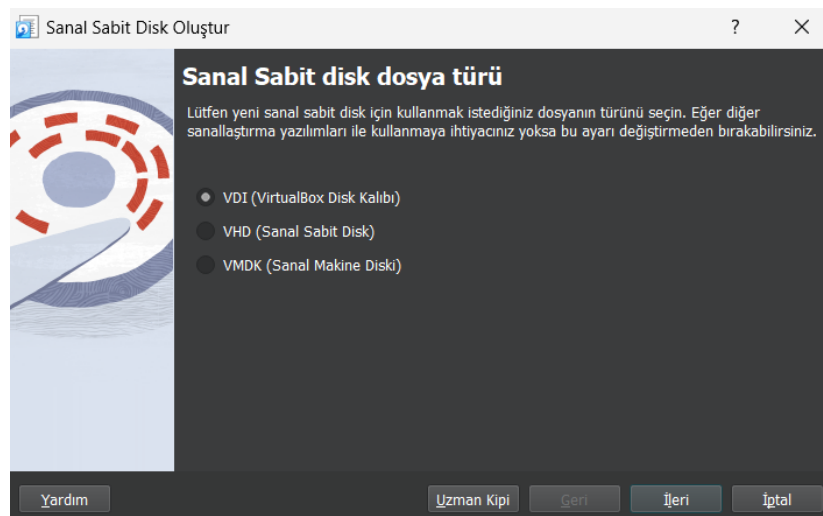 Sanal Sabit Disk Oluştur
?
Sanal Sabit disk dosya türü
Lütfen yeni sanal sabit disk için kullanmak istediğiniz dosyanın türünü seçin. Eğer diğer
sanallaştırma yazılımları ile kullanmaya ihtiyacınız yoksa bu ayarı değiştirmeden bırakabilirsiniz.
VDI (VirtualBox Disk Kalıbı)
VHD (Sanal Sabit Disk)
VMDK (Sanal Makine Diski)
Yardım Uzman Kipi Geri İleri İptal